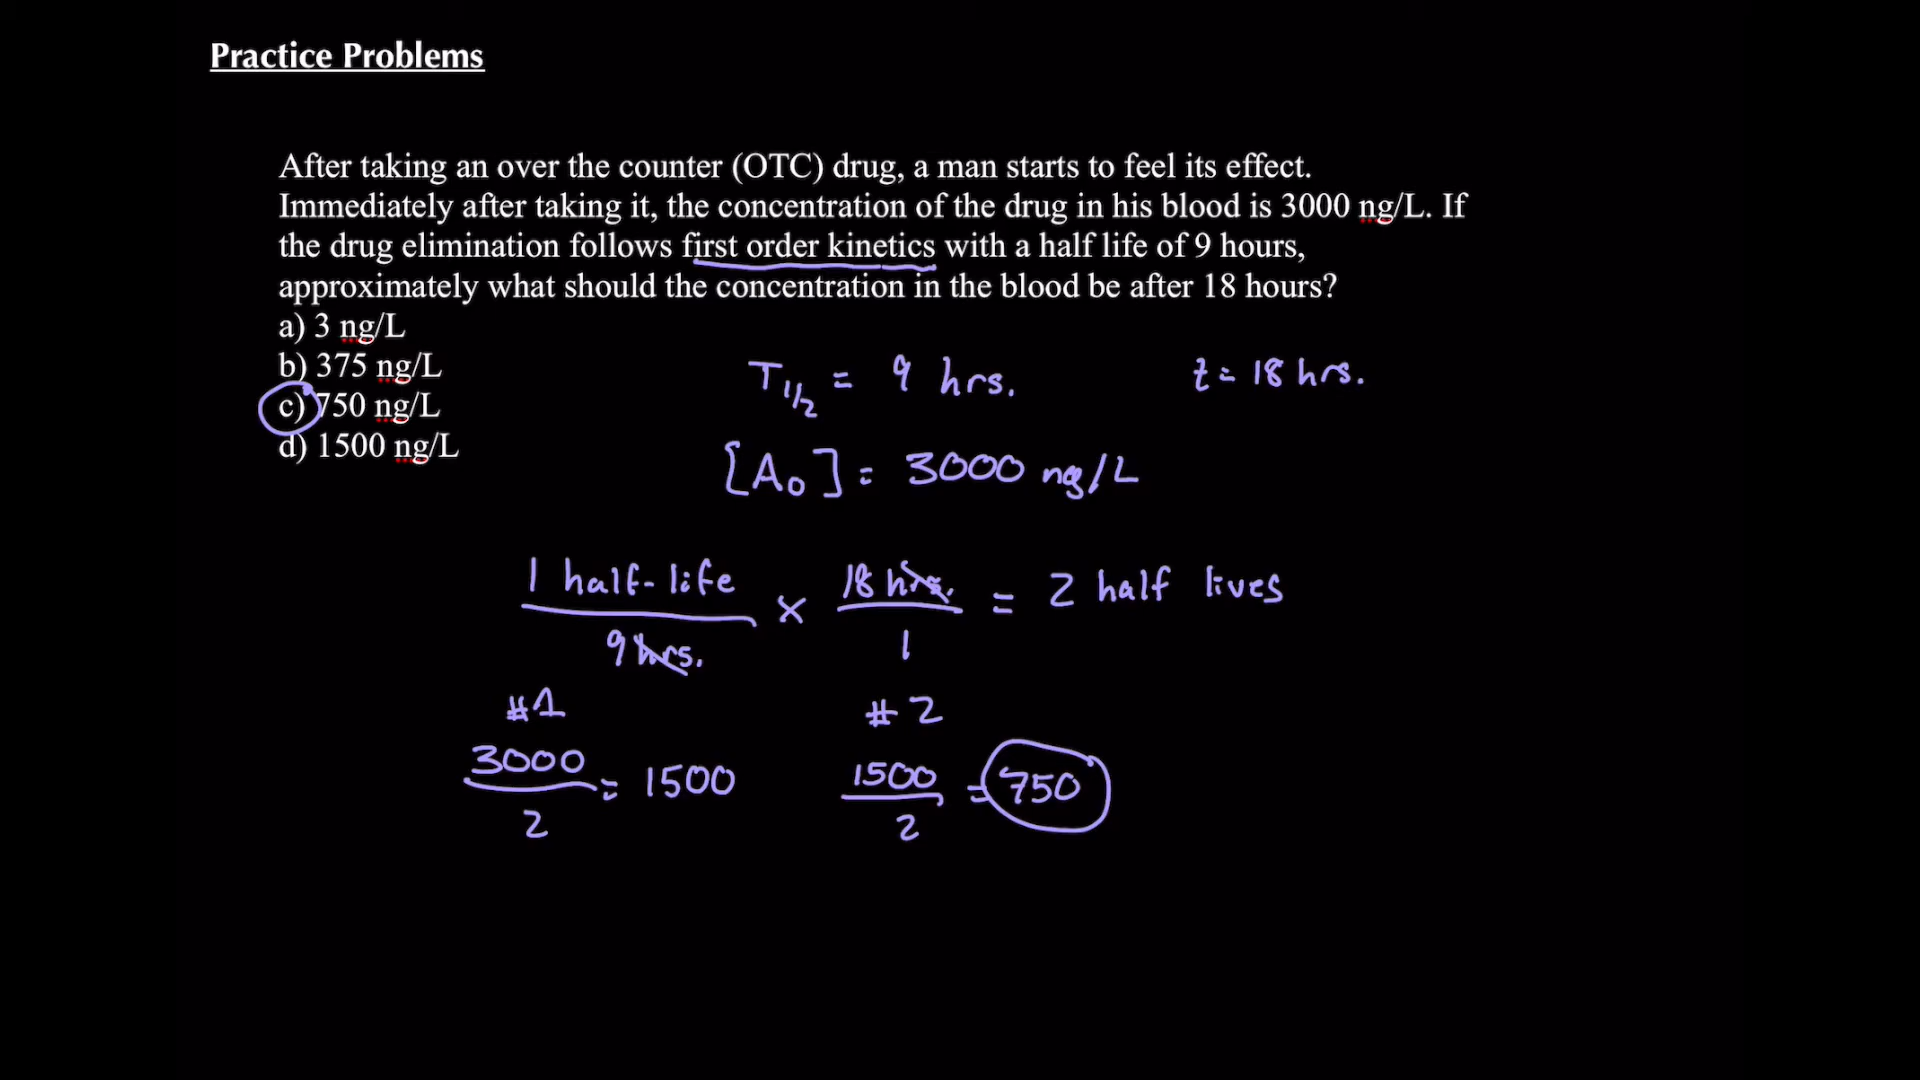 Practice Problems
After taking an over the counter (OTC) drug, a man starts to feel its effect.
Immediately after taking it, the concentration of the drug in his blood is 3000 ng/L. If
the drug elimination follows first order kinetics with a half life of 9 hours,
approximately what should the concentration in the blood be after 18 hours?
a) 3 ng/L
b) 375 ng/L
c) 750 ng/L
d) 1500 ng/L
T1/2 = 9 hrs. t = 18 hrs.
[A0] = 3000 ng/L
1 half-life / 9 hrs. × 18 hrs. / 1 = 2 half lives
#1 #2
3000 / 2 = 1500 1500 / 2 = 750